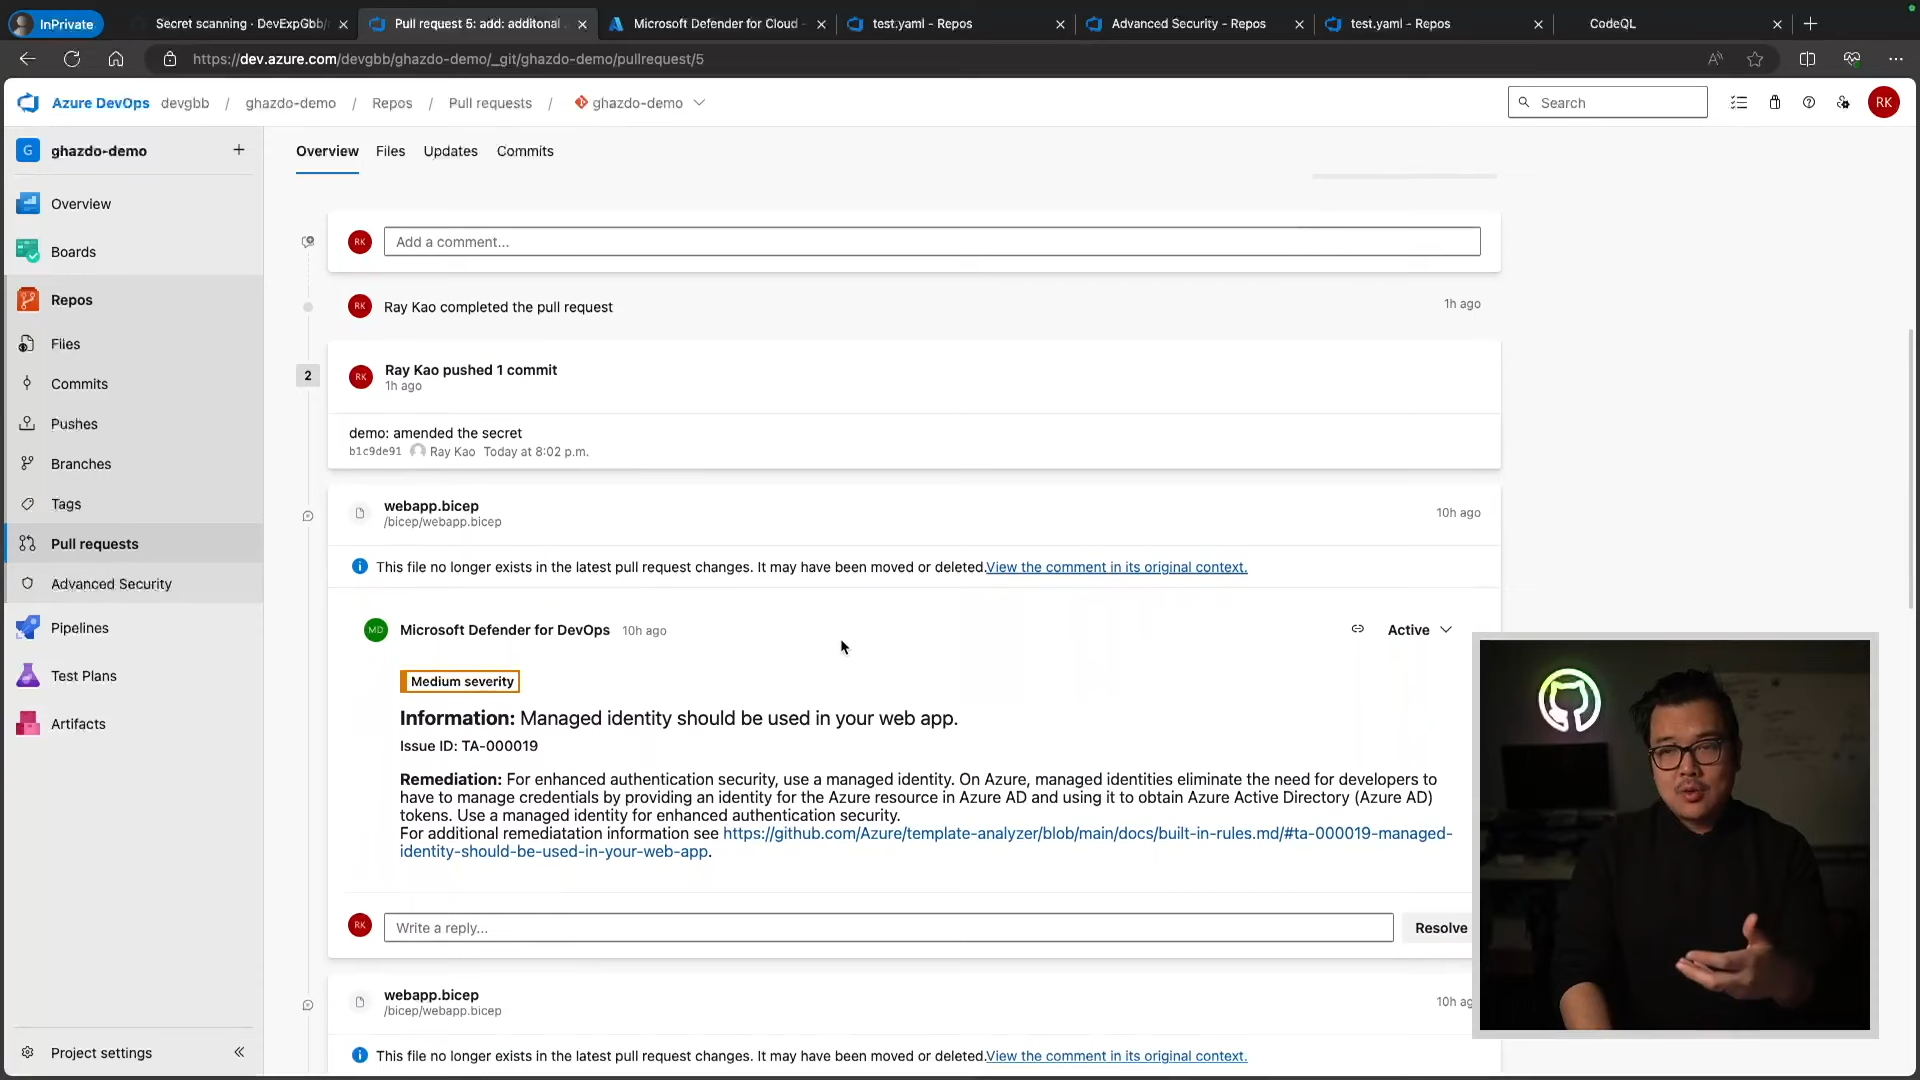 InPrivate
Secret scanning · DevExpGbb/
Pull request 5: add: additonal
Microsoft Defender for Cloud -
test.yaml - Repos
Advanced Security - Repos
test.yaml - Repos
CodeQL
https://dev.azure.com/devgbb/ghazdo-demo/_git/ghazdo-demo/pullrequest/5
Azure DevOps devgbb / ghazdo-demo / Repos / Pull requests / ghazdo-demo
Search
RK
G ghazdo-demo
Overview
Boards
Repos
Files
Commits
Pushes
Branches
Tags
Pull requests
Advanced Security
Pipelines
Test Plans
Artifacts
Project settings
Overview Files Updates Commits
RK Add a comment...
RK Ray Kao completed the pull request 1h ago
2
RK Ray Kao pushed 1 commit
1h ago
demo: amended the secret
b1c9de91 Ray Kao Today at 8:02 p.m.
webapp.bicep
/bicep/webapp.bicep
10h ago
This file no longer exists in the latest pull request changes. It may have been moved or deleted.View the comment in its original context.
MD Microsoft Defender for DevOps 10h ago Active
Medium severity
Information: Managed identity should be used in your web app.
Issue ID: TA-000019
Remediation: For enhanced authentication security, use a managed identity. On Azure, managed identities eliminate the need for developers to
have to manage credentials by providing an identity for the Azure resource in Azure AD and using it to obtain Azure Active Directory (Azure AD)
tokens. Use a managed identity for enhanced authentication security.
For additional remediatation information see https://github.com/Azure/template-analyzer/blob/main/docs/built-in-rules.md/#ta-000019-managed-
identity-should-be-used-in-your-web-app.
RK Write a reply... Resolve
webapp.bicep
/bicep/webapp.bicep
10h ag
This file no longer exists in the latest pull request changes. It may have been moved or deleted.View the comment in its original context.